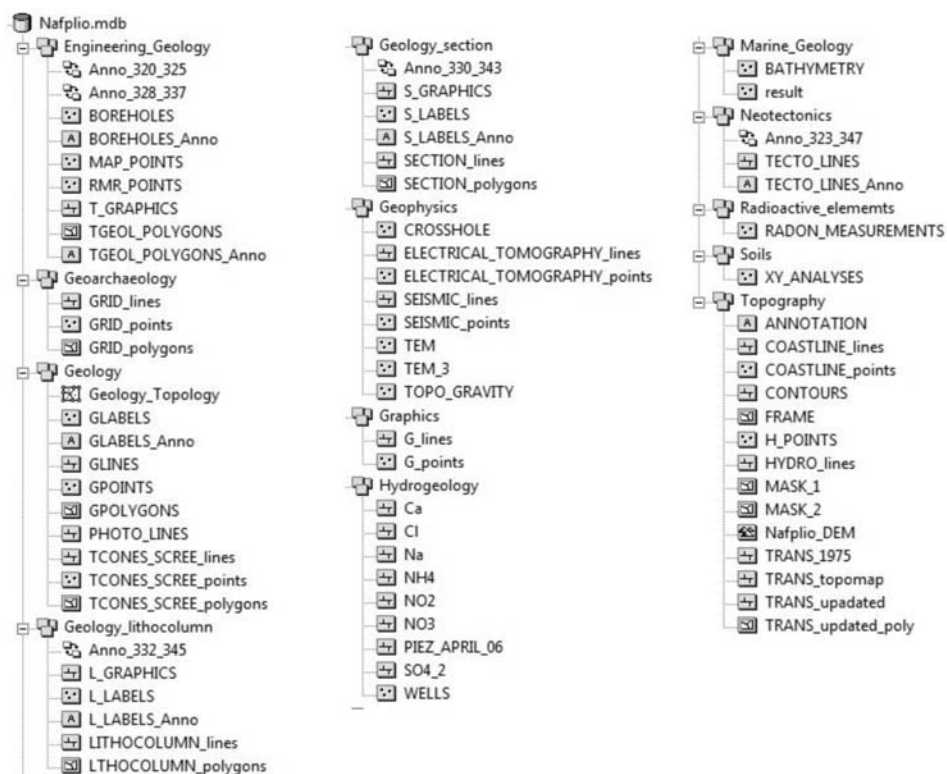 Nafplio.mdb
Engineering_Geology
Anno_320_325
Anno_328_337
BOREHOLES
A BOREHOLES_Anno
MAP_POINTS
RMR_POINTS
T_GRAPHICS
TGEOL_POLYGONS
A TGEOL_POLYGONS_Anno
Geoarchaeology
GRID_lines
GRID_points
GRID_polygons
Geology
Geology_Topology
GLABELS
A GLABELS_Anno
GLINES
GPOINTS
GPOLYGONS
PHOTO_LINES
TCONES_SCREE_lines
TCONES_SCREE_points
TCONES_SCREE_polygons
Geology_lithocolumn
Anno_332_345
L_GRAPHICS
L_LABELS
A L_LABELS_Anno
LITHOCOLUMN_lines
LTHOCOLUMN_polygons
Geology_section
Anno_330_343
S_GRAPHICS
S_LABELS
A S_LABELS_Anno
SECTION_lines
SECTION_polygons
Geophysics
CROSSHOLE
ELECTRICAL_TOMOGRAPHY_lines
ELECTRICAL_TOMOGRAPHY_points
SEISMIC_lines
SEISMIC_points
TEM
TEM_3
TOPO_GRAVITY
Graphics
G_lines
G_points
Hydrogeology
Ca
Cl
Na
NH4
NO2
NO3
PIEZ_APRIL_06
SO4_2
WELLS
Marine_Geology
BATHYMETRY
result
Neotectonics
Anno_323_347
TECTO_LINES
A TECTO_LINES_Anno
Radioactive_elememts
RADON_MEASUREMENTS
Soils
XY_ANALYSES
Topography
A ANNOTATION
COASTLINE_lines
COASTLINE_points
CONTOURS
FRAME
H_POINTS
HYDRO_lines
MASK_1
MASK_2
Nafplio_DEM
TRANS_1975
TRANS_topomap
TRANS_upadated
TRANS_updated_poly